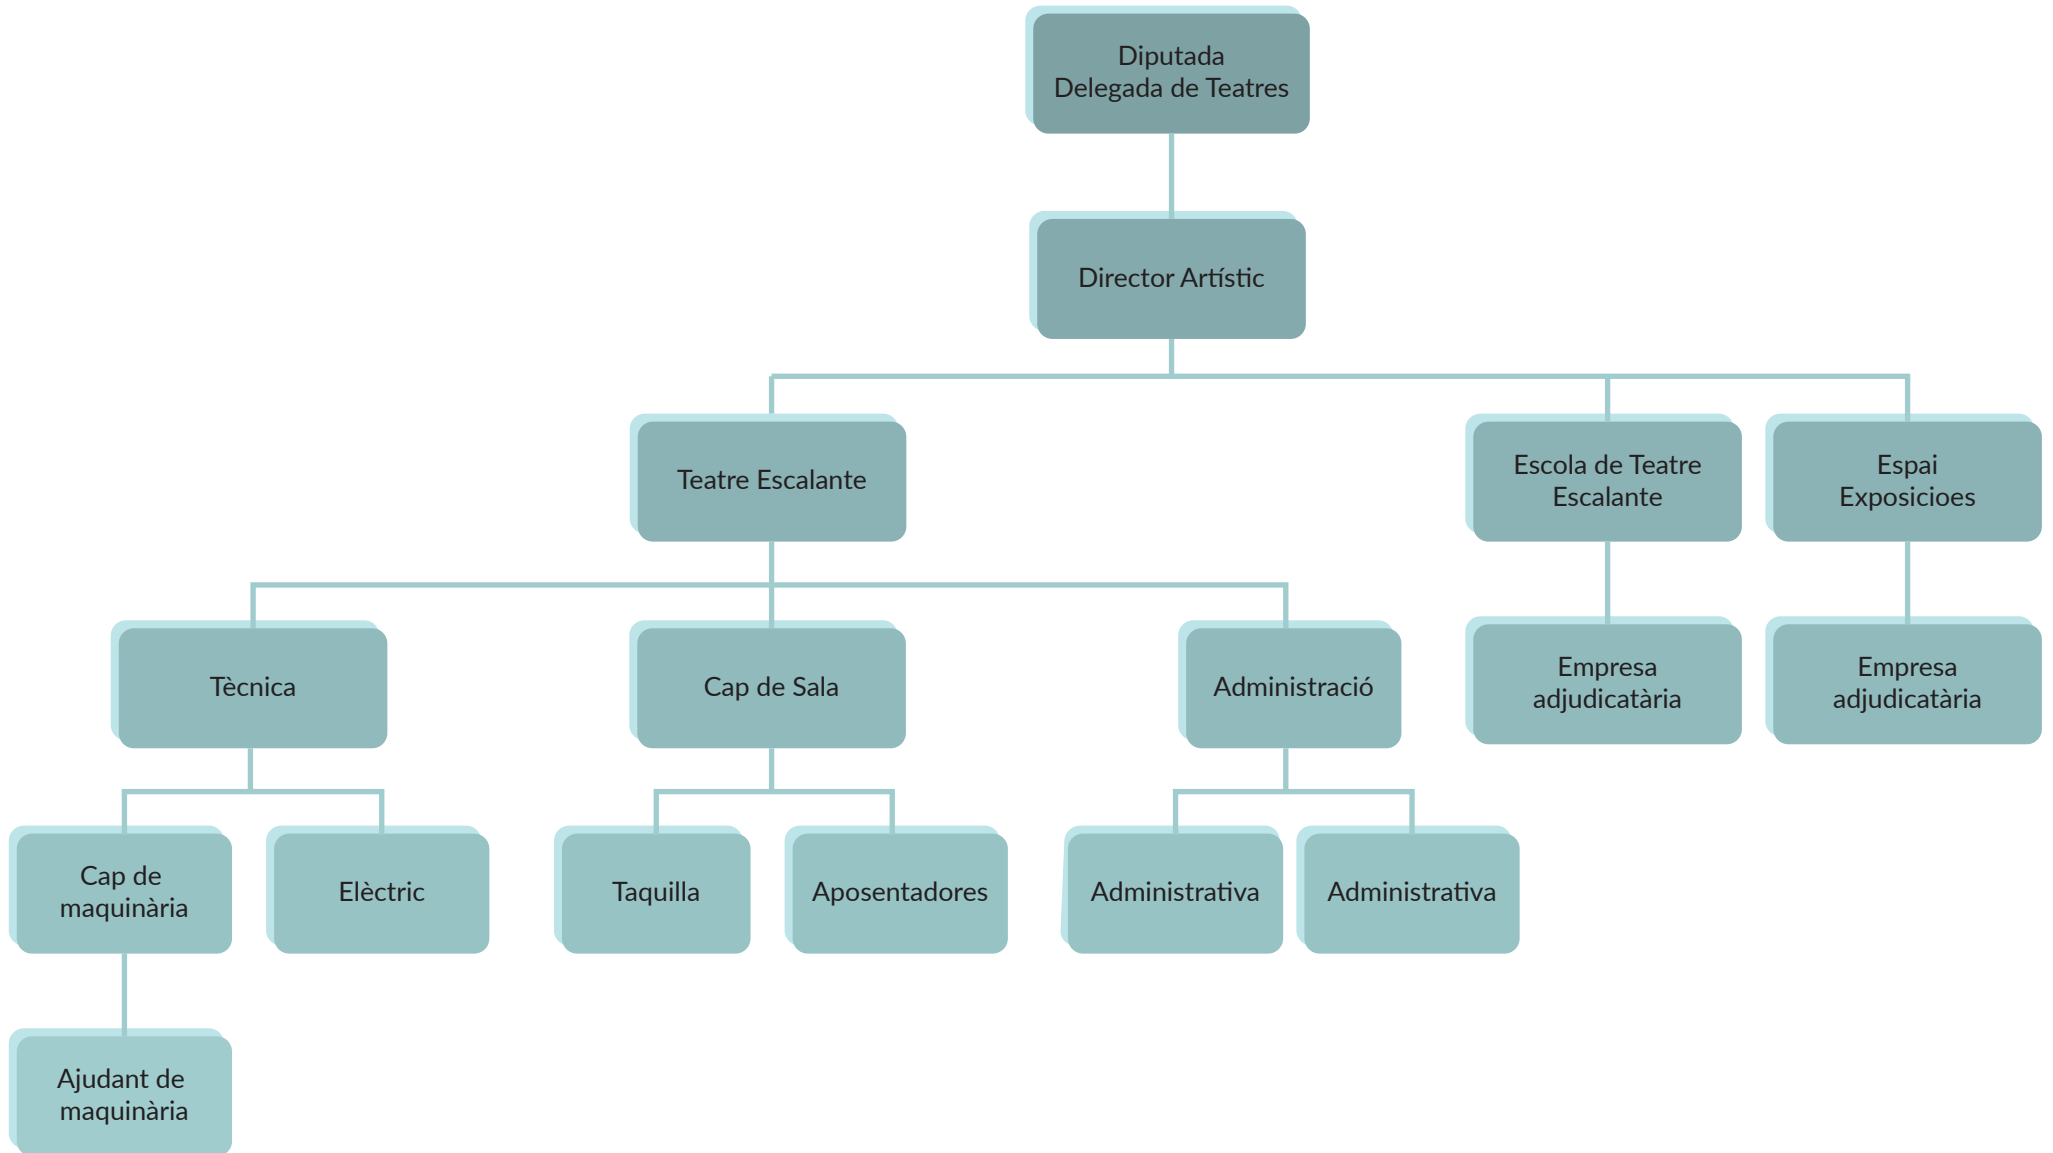 Diputada
Delegada de Teatres
Director Artístic
Teatre Escalante
Escola de Teatre
Escalante
Espai
Exposicioes
Tècnica
Cap de Sala
Administració
Empresa
adjudicatària
Empresa
adjudicatària
Cap de
maquinària
Elèctric
Taquilla
Aposentadores
Administrativa
Administrativa
Ajudant de
maquinària